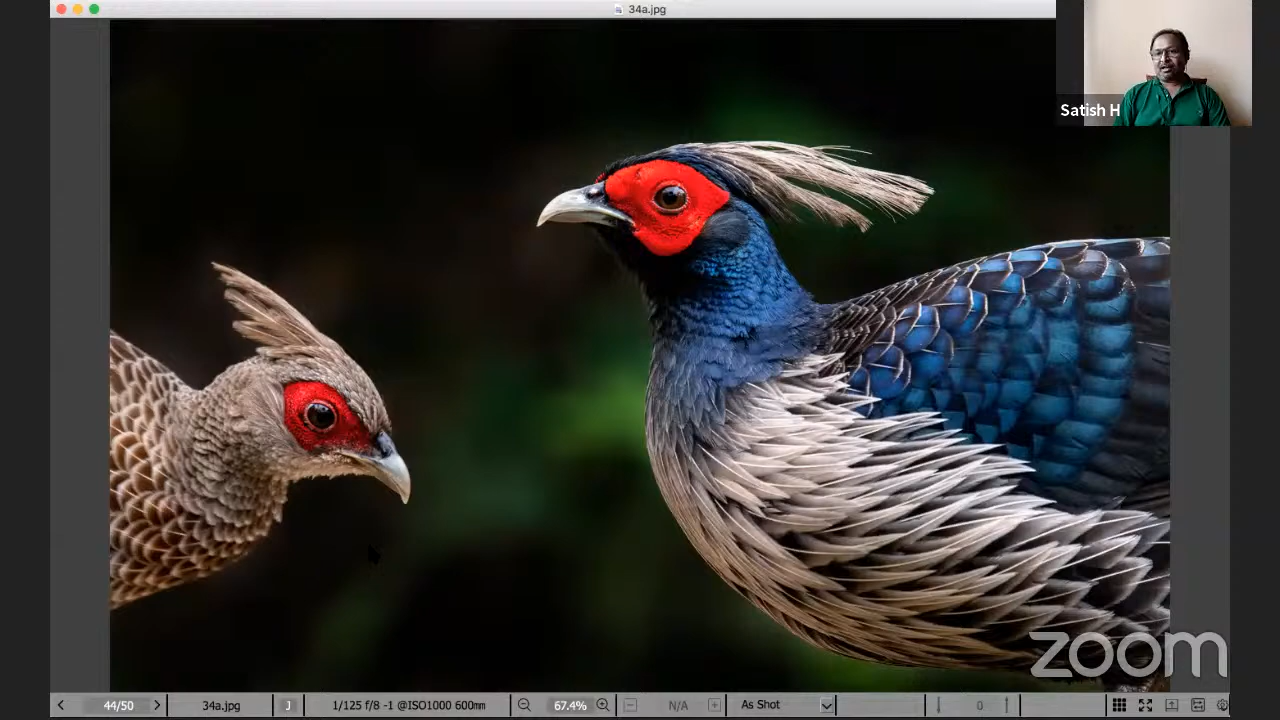 34a.jpg
Satish H
zoom
44/50
34a.jpg
J
1/125 f/8 -1 @ISO1000 600mm
67.4%
N/A
As Shot
0